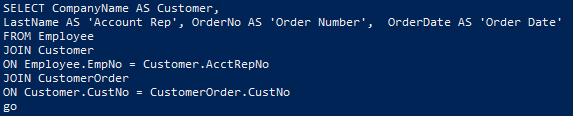 SELECT CompanyName AS Customer,
LastName AS 'Account Rep', OrderNo AS 'Order Number',  OrderDate AS 'Order Date'
FROM Employee
JOIN Customer
ON Employee.EmpNo = Customer.AcctRepNo
JOIN CustomerOrder
ON Customer.CustNo = CustomerOrder.CustNo
go